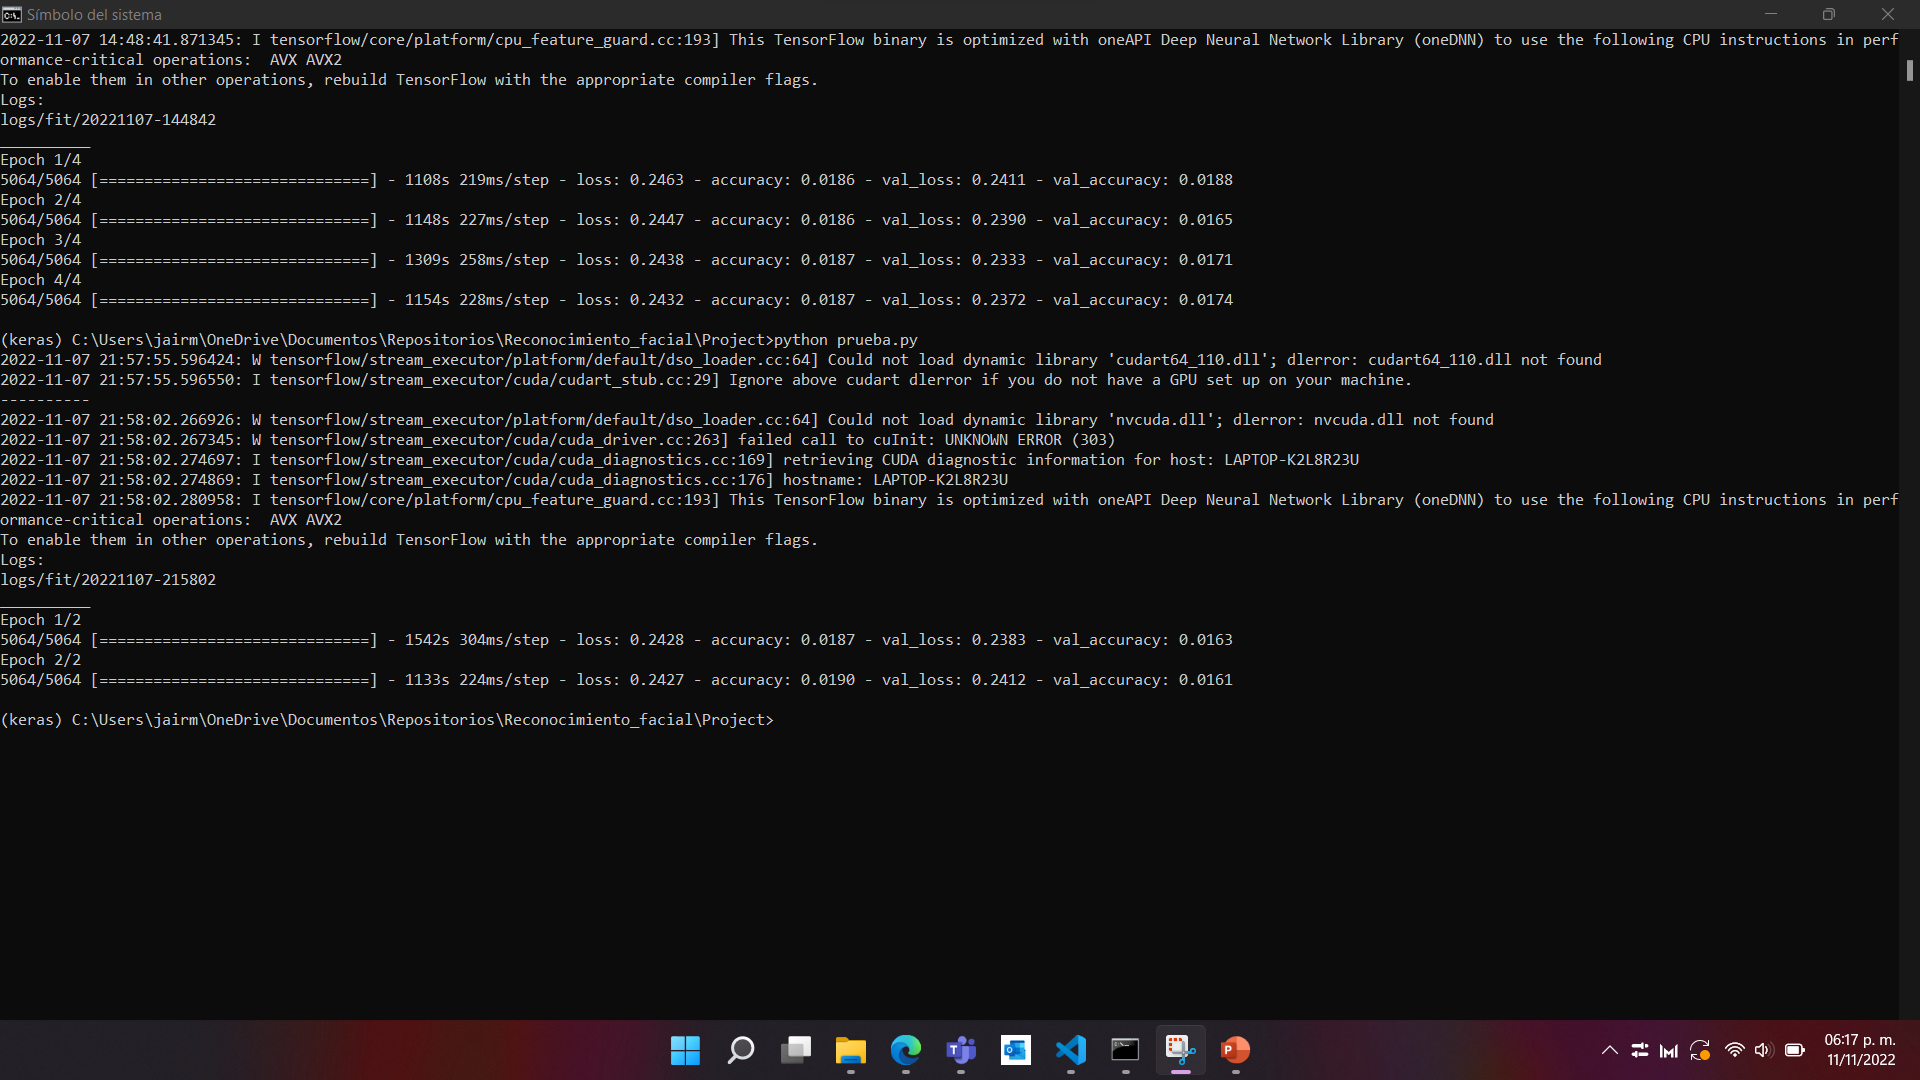 Símbolo del sistema
2022-11-07 14:48:41.871345: I tensorflow/core/platform/cpu_feature_guard.cc:193] This TensorFlow binary is optimized with oneAPI Deep Neural Network Library (oneDNN) to use the following CPU instructions in perf
ormance-critical operations:  AVX AVX2
To enable them in other operations, rebuild TensorFlow with the appropriate compiler flags.
Logs:
logs/fit/20221107-144842
__________
Epoch 1/4
5064/5064 [==============================] - 1108s 219ms/step - loss: 0.2463 - accuracy: 0.0186 - val_loss: 0.2411 - val_accuracy: 0.0188
Epoch 2/4
5064/5064 [==============================] - 1148s 227ms/step - loss: 0.2447 - accuracy: 0.0186 - val_loss: 0.2390 - val_accuracy: 0.0165
Epoch 3/4
5064/5064 [==============================] - 1309s 258ms/step - loss: 0.2438 - accuracy: 0.0187 - val_loss: 0.2333 - val_accuracy: 0.0171
Epoch 4/4
5064/5064 [==============================] - 1154s 228ms/step - loss: 0.2432 - accuracy: 0.0187 - val_loss: 0.2372 - val_accuracy: 0.0174
(keras) C:\Users\jairm\OneDrive\Documentos\Repositorios\Reconocimiento_facial\Project>python prueba.py
2022-11-07 21:57:55.596424: W tensorflow/stream_executor/platform/default/dso_loader.cc:64] Could not load dynamic library 'cudart64_110.dll'; dlerror: cudart64_110.dll not found
2022-11-07 21:57:55.596550: I tensorflow/stream_executor/cuda/cudart_stub.cc:29] Ignore above cudart dlerror if you do not have a GPU set up on your machine.
----------
2022-11-07 21:58:02.266926: W tensorflow/stream_executor/platform/default/dso_loader.cc:64] Could not load dynamic library 'nvcuda.dll'; dlerror: nvcuda.dll not found
2022-11-07 21:58:02.267345: W tensorflow/stream_executor/cuda/cuda_driver.cc:263] failed call to cuInit: UNKNOWN ERROR (303)
2022-11-07 21:58:02.274697: I tensorflow/stream_executor/cuda/cuda_diagnostics.cc:169] retrieving CUDA diagnostic information for host: LAPTOP-K2L8R23U
2022-11-07 21:58:02.274869: I tensorflow/stream_executor/cuda/cuda_diagnostics.cc:176] hostname: LAPTOP-K2L8R23U
2022-11-07 21:58:02.280958: I tensorflow/core/platform/cpu_feature_guard.cc:193] This TensorFlow binary is optimized with oneAPI Deep Neural Network Library (oneDNN) to use the following CPU instructions in perf
ormance-critical operations:  AVX AVX2
To enable them in other operations, rebuild TensorFlow with the appropriate compiler flags.
Logs:
logs/fit/20221107-215802
__________
Epoch 1/2
5064/5064 [==============================] - 1542s 304ms/step - loss: 0.2428 - accuracy: 0.0187 - val_loss: 0.2383 - val_accuracy: 0.0163
Epoch 2/2
5064/5064 [==============================] - 1133s 224ms/step - loss: 0.2427 - accuracy: 0.0190 - val_loss: 0.2412 - val_accuracy: 0.0161
(keras) C:\Users\jairm\OneDrive\Documentos\Repositorios\Reconocimiento_facial\Project>
06:17 p. m.
11/11/2022